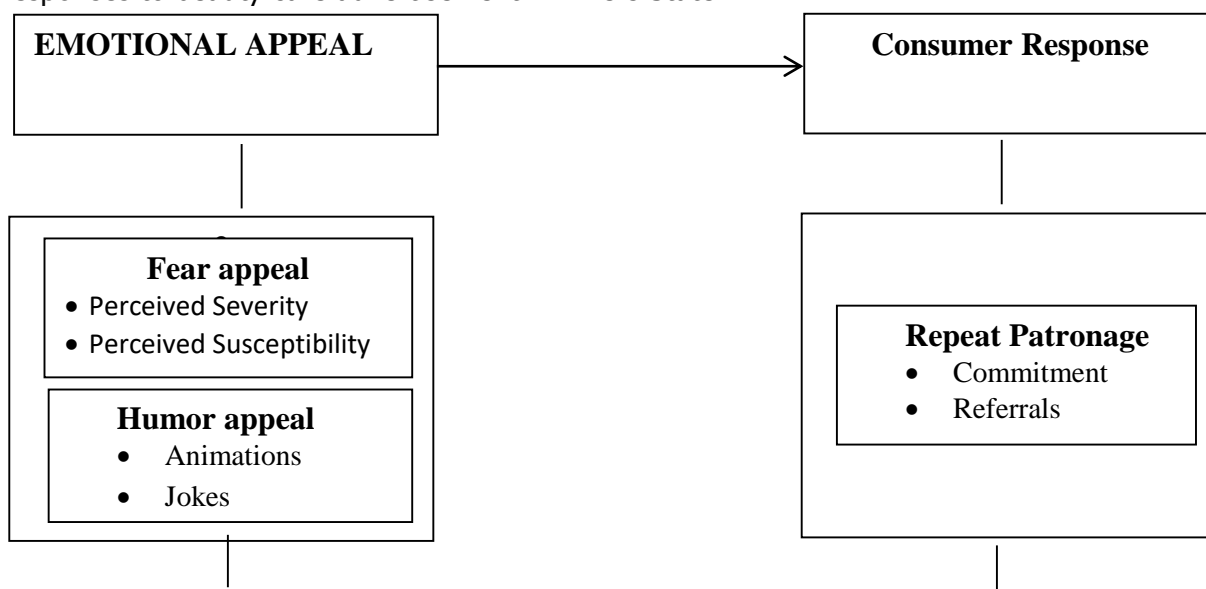 EMOTIONAL APPEAL
Consumer Response
Fear appeal
• Perceived Severity
• Perceived Susceptibility
Humor appeal
• Animations
• Jokes
Repeat Patronage
• Commitment
• Referrals